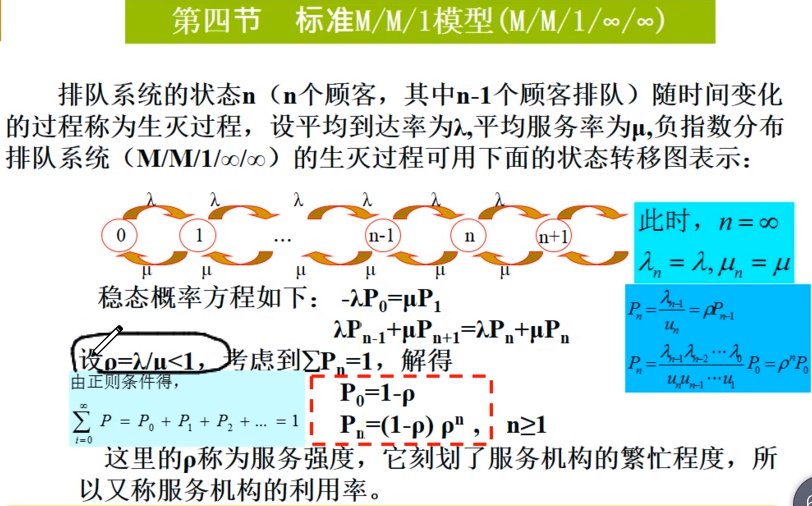 第四节 标准M/M/1模型(M/M/1/∞/∞)
排队系统的状态n（n个顾客，其中n-1个顾客排队）随时间变化
的过程称为生灭过程，设平均到达率为λ,平均服务率为μ,负指数分布
排队系统（M/M/1/∞/∞）的生灭过程可用下面的状态转移图表示：
λ λ λ λ λ λ
0 1 … n-1 n n+1
μ μ μ μ μ μ
此时，n = ∞
λₙ = λ, μₙ = μ
稳态概率方程如下： -λP₀=μP₁
λPₙ₋₁+μPₙ₊₁=λPₙ+μPₙ
Pₙ = λₙ₋₁/uₙ = ρPₙ₋₁
Pₙ = λₙ₋₁λₙ₋₂⋯λ₀/uₙuₙ₋₁⋯u₁ P₀ = ρⁿP₀
设ρ=λ/μ<1，考虑到∑Pₙ=1，解得
由正则条件得，
∑ i=0 ∞ P = P₀ + P₁ + P₂ + ... = 1
P₀=1-ρ
Pₙ=(1-ρ) ρⁿ， n≥1
这里的ρ称为服务强度，它刻划了服务机构的繁忙程度，所
以又称服务机构的利用率。